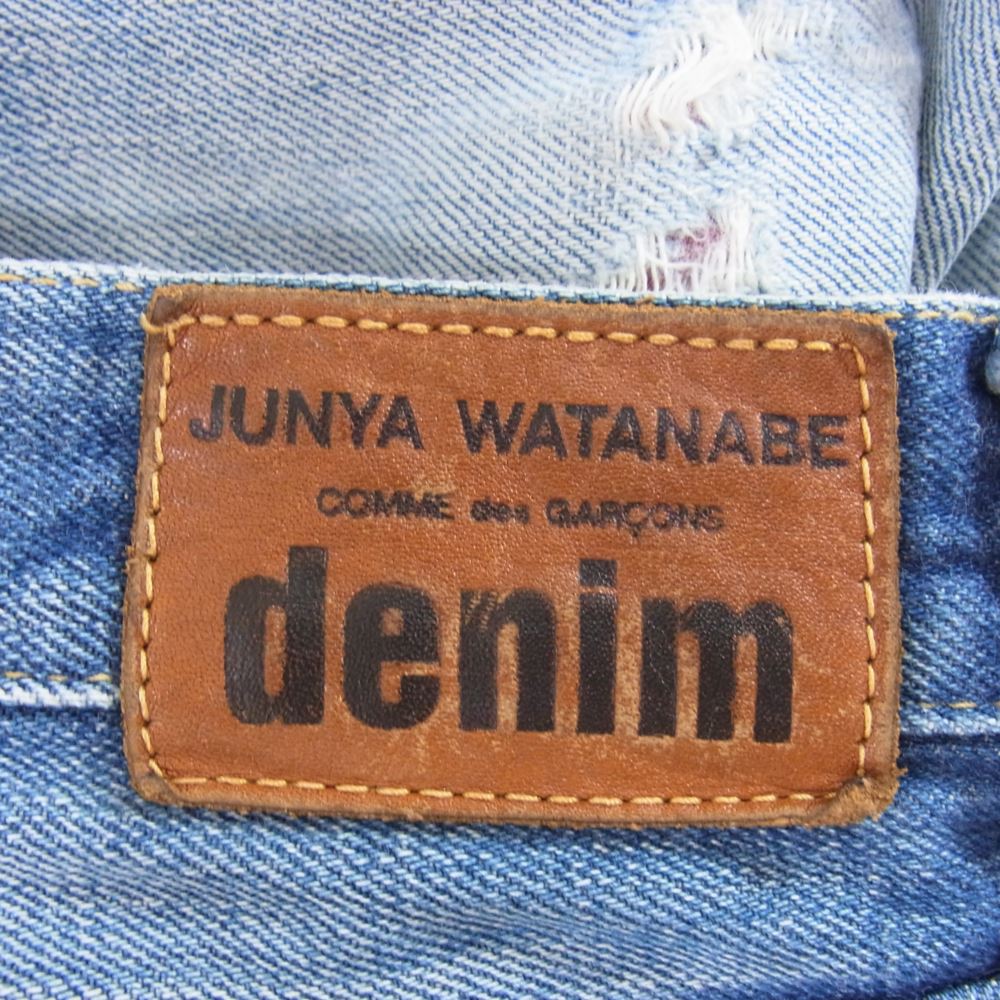 JUNYA WATANABE
COMME des GARÇONS
denim